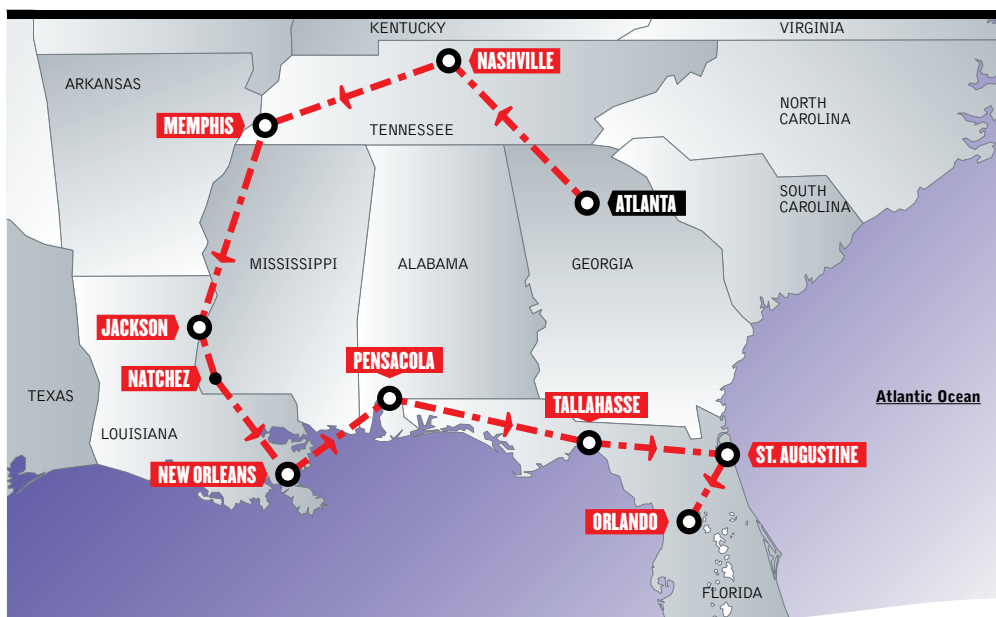 KENTUCKY
VIRGINIA
NASHVILLE
ARKANSAS
NORTH
CAROLINA
MEMPHIS
TENNESSEE
SOUTH
CAROLINA
ATLANTA
MISSISSIPPI
ALABAMA
GEORGIA
JACKSON
PENSACOLA
NATCHEZ
TEXAS
Atlantic Ocean
TALLAHASSE
LOUISIANA
ST. AUGUSTINE
NEW ORLEANS
ORLANDO
FLORIDA